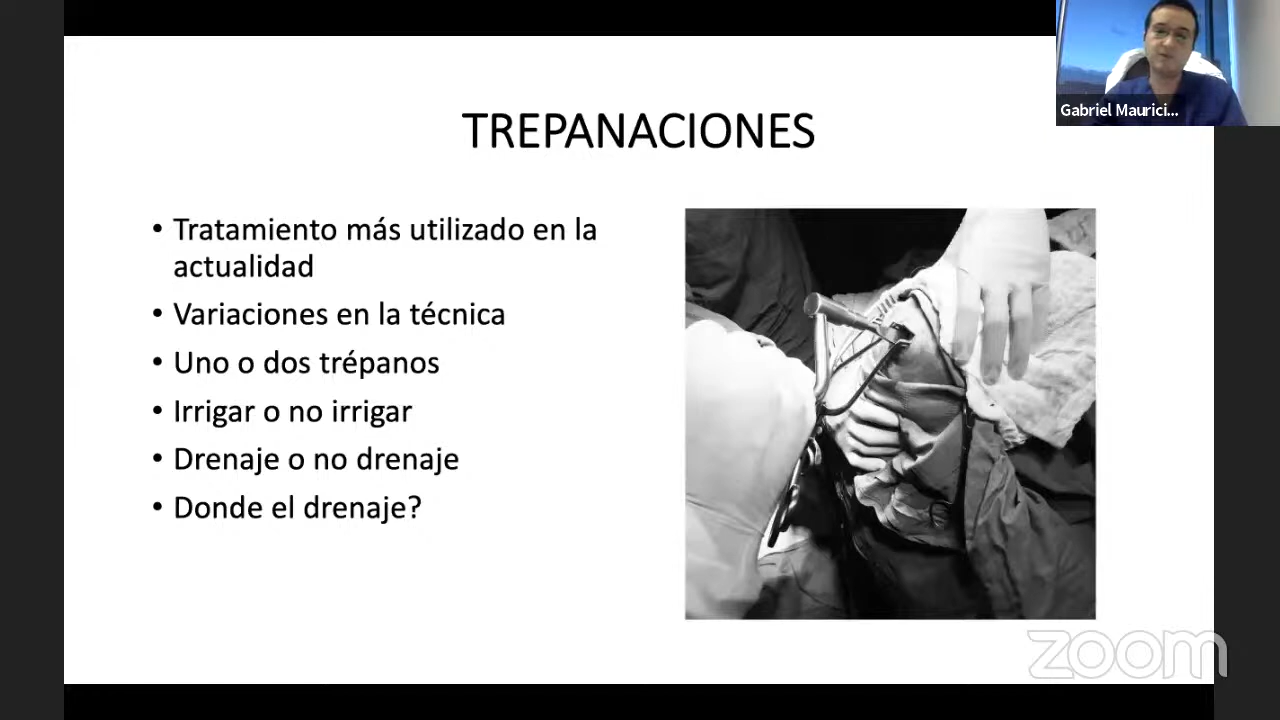 Gabriel Maurici...
TREPANACIONES
• Tratamiento más utilizado en la
actualidad
• Variaciones en la técnica
• Uno o dos trépanos
• Irrigar o no irrigar
• Drenaje o no drenaje
• Donde el drenaje?
zoom